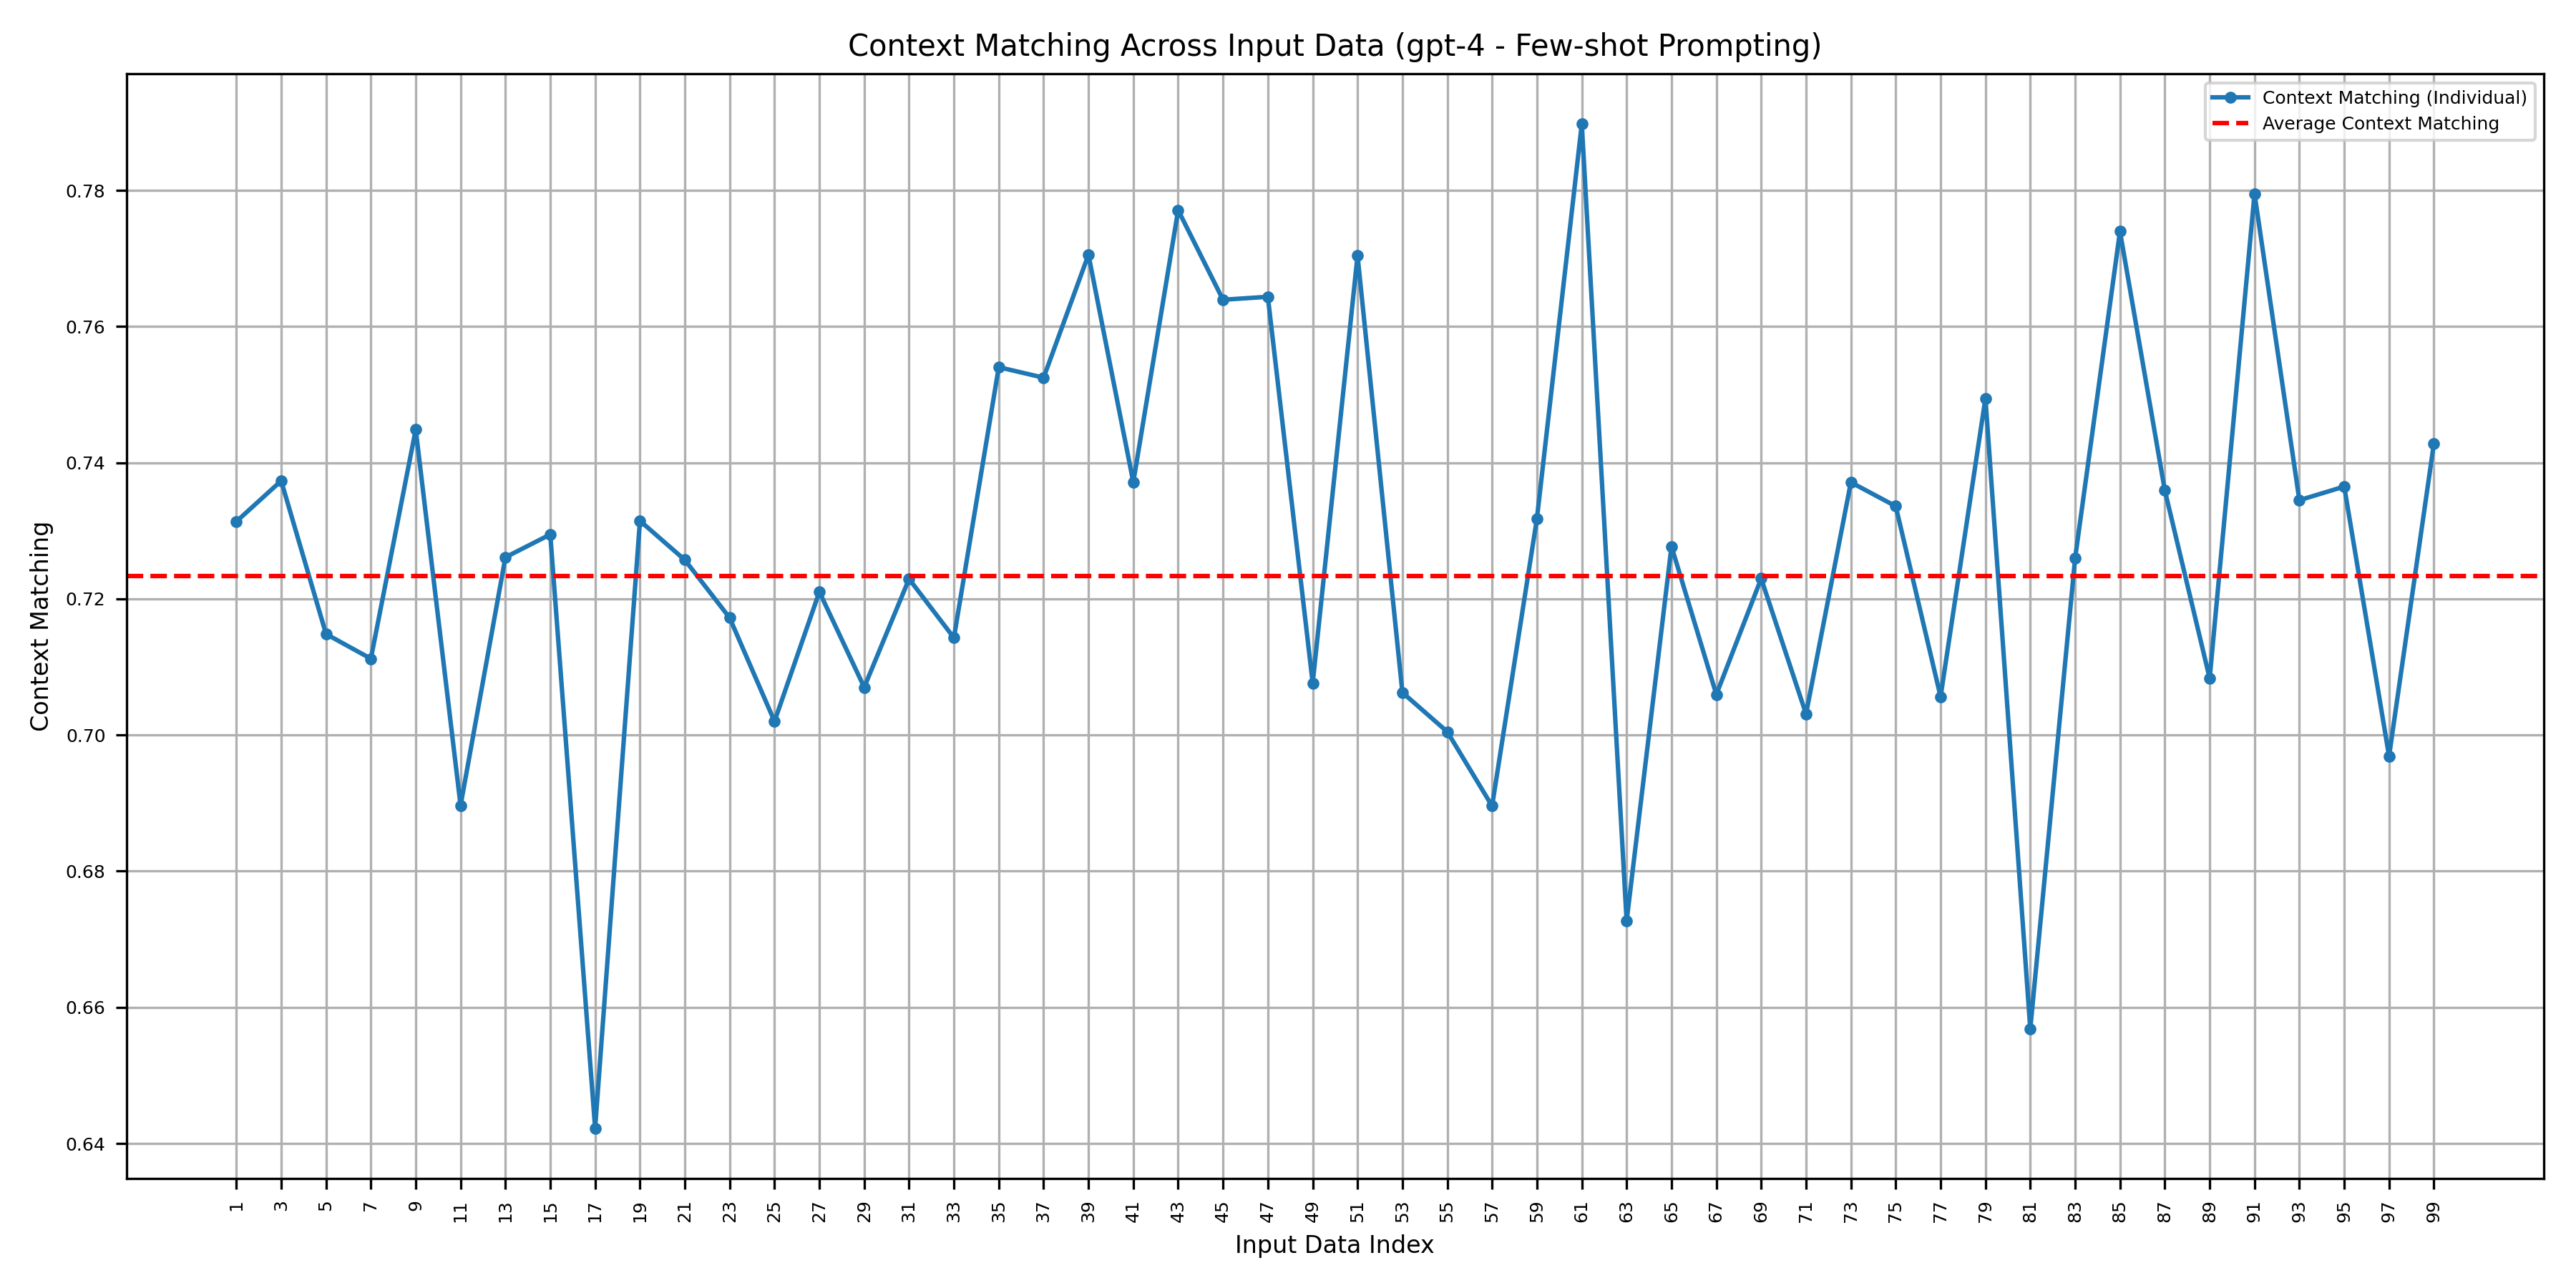 Context Matching Across Input Data (gpt-4 - Few-shot Prompting)
Context Matching (Individual)
Average Context Matching
Context Matching
0.78
0.76
0.74
0.72
0.70
0.68
0.66
0.64
1 3 5 7 9 11 13 15 17 19 21 23 25 27 29 31 33 35 37 39 41 43 45 47 49 51 53 55 57 59 61 63 65 67 69 71 73 75 77 79 81 83 85 87 89 91 93 95 97 99
Input Data Index